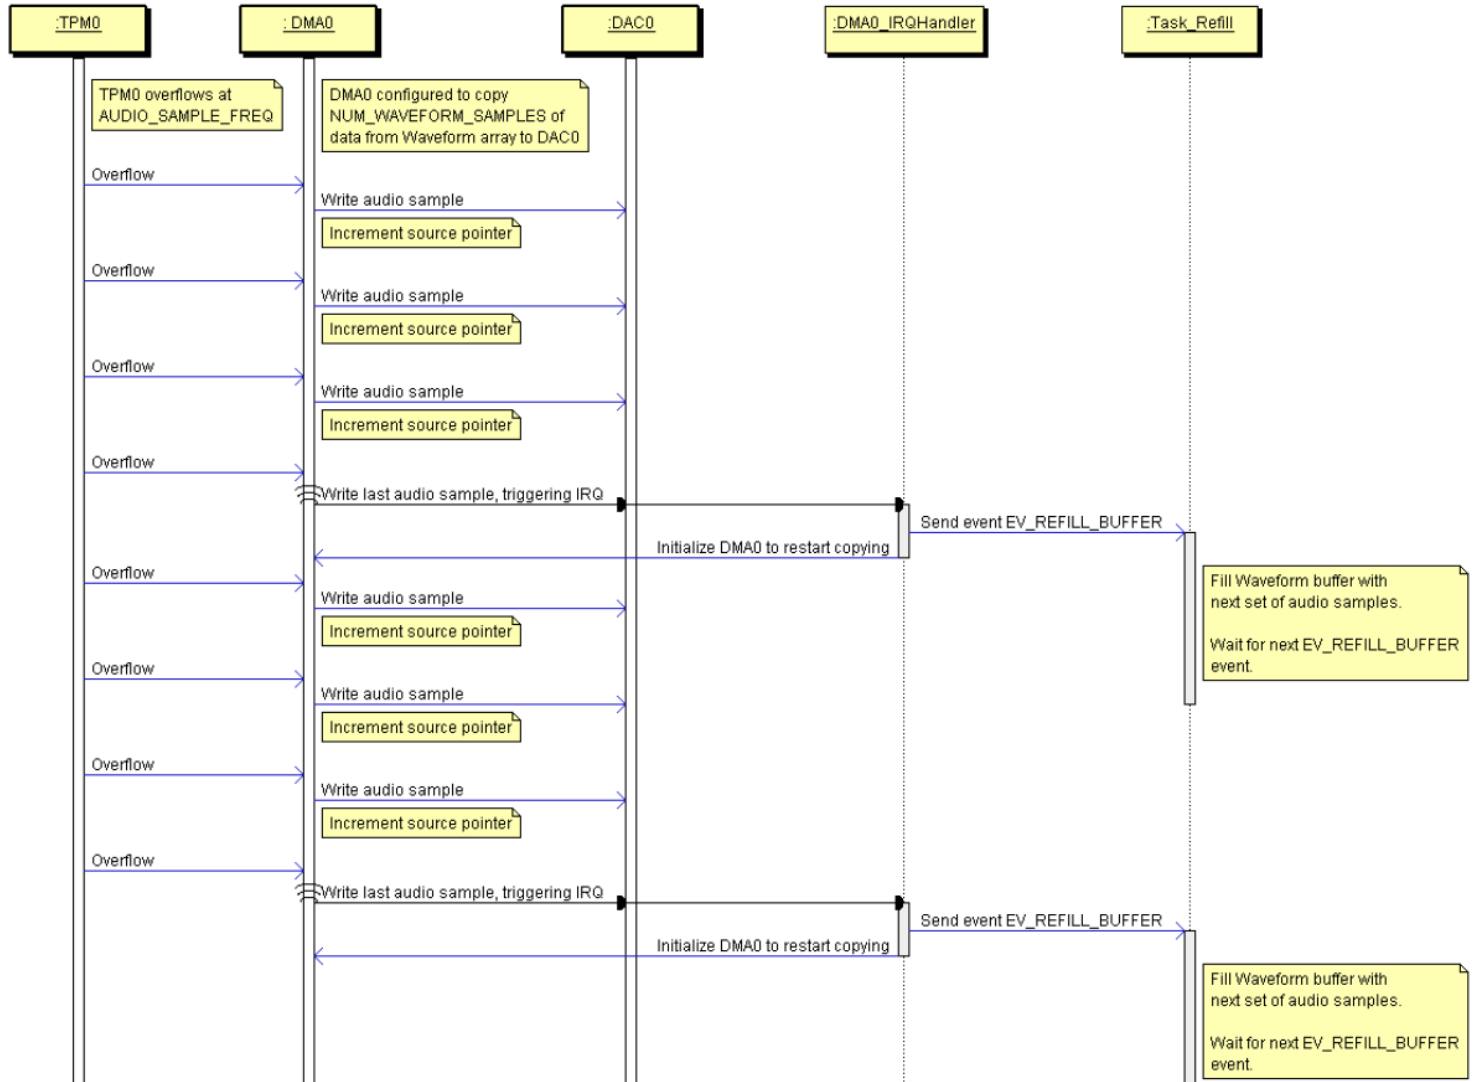 :TPM0
: DMA0
:DAC0
:DMA0_IRQHandler
:Task_Refill
TPM0 overflows at
AUDIO_SAMPLE_FREQ
DMA0 configured to copy
NUM_WAVEFORM_SAMPLES of
data from Waveform array to DAC0
Overflow
Write audio sample
Increment source pointer
Overflow
Write audio sample
Increment source pointer
Overflow
Write audio sample
Increment source pointer
Overflow
Write last audio sample, triggering IRQ
Send event EV_REFILL_BUFFER
Initialize DMA0 to restart copying
Overflow
Fill Waveform buffer with
next set of audio samples.
Wait for next EV_REFILL_BUFFER
event.
Write audio sample
Increment source pointer
Overflow
Write audio sample
Increment source pointer
Overflow
Write audio sample
Increment source pointer
Overflow
Write last audio sample, triggering IRQ
Send event EV_REFILL_BUFFER
Initialize DMA0 to restart copying
Fill Waveform buffer with
next set of audio samples.
Wait for next EV_REFILL_BUFFER
event.